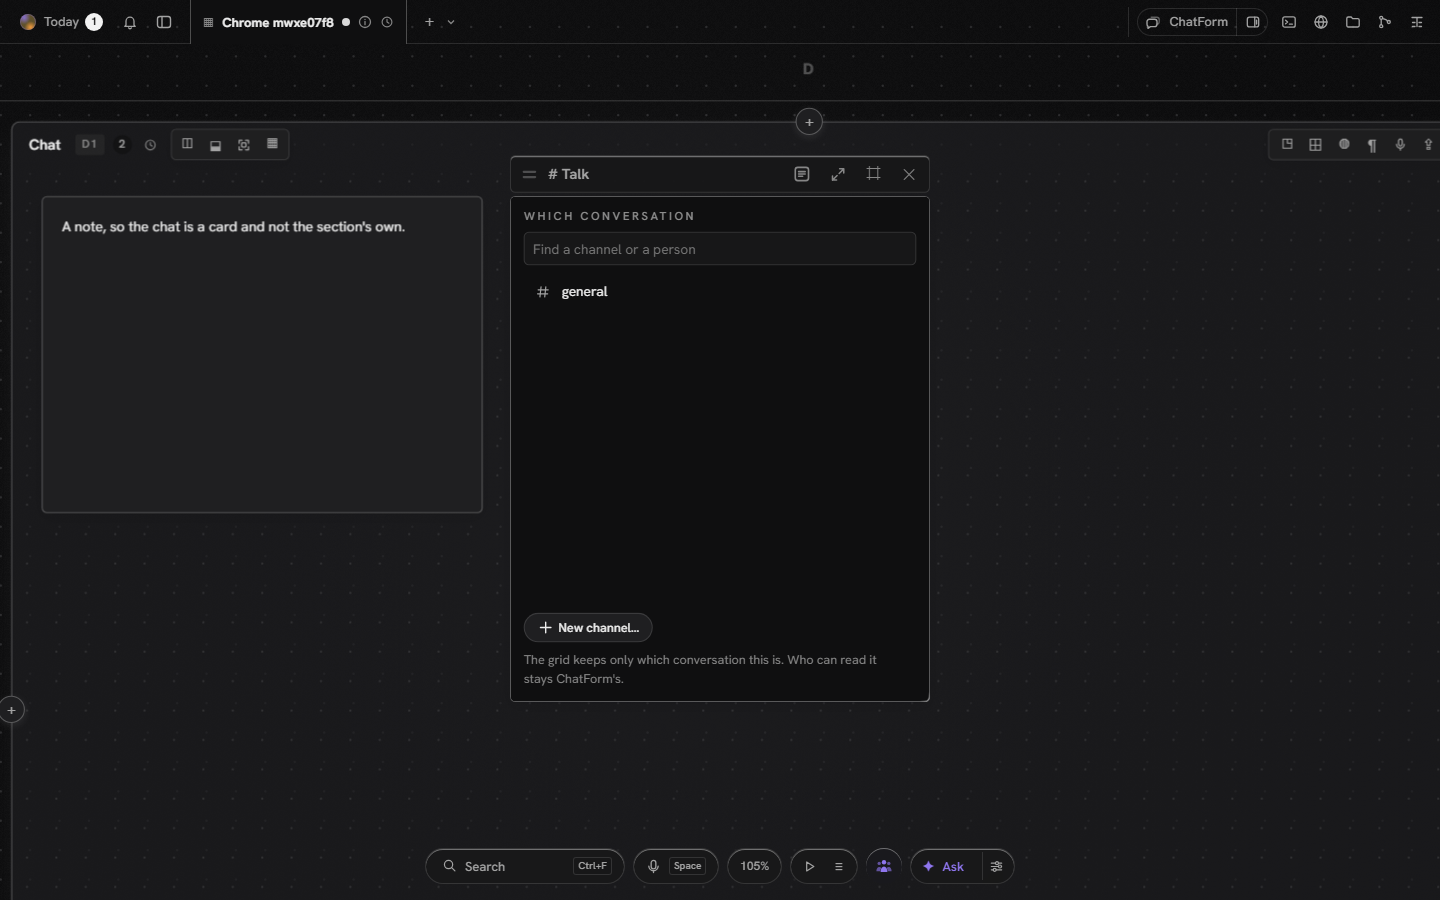 Today 1
Chrome mwxe07f8
ChatForm
D
Chat D1 2
# Talk
WHICH CONVERSATION
Find a channel or a person
# general
A note, so the chat is a card and not the section's own.
+ New channel...
The grid keeps only which conversation this is. Who can read it
stays ChatForm's.
Search Ctrl+F
Space
105%
Ask